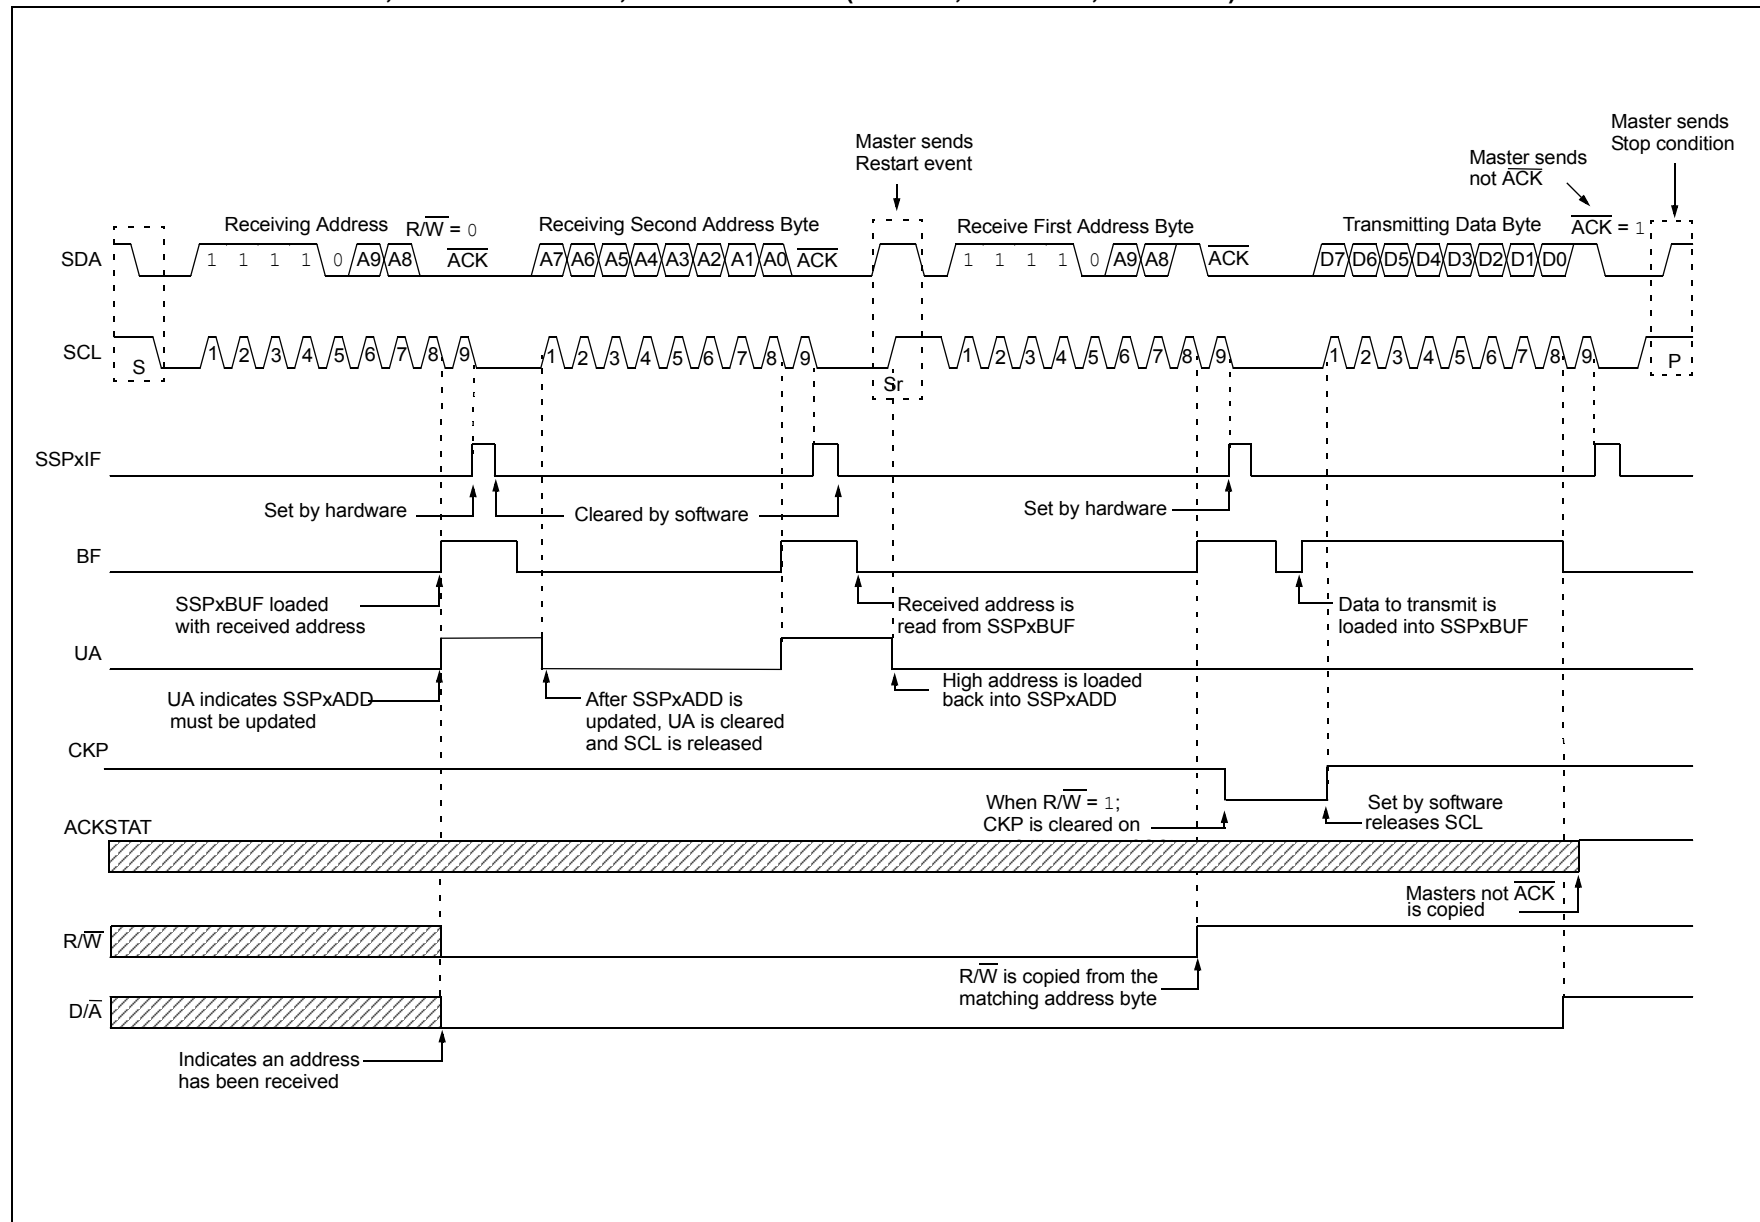 Master sends
Stop condition
Master sends
Restart event
Master sends
not A̅C̅K̅
Receiving Address R/W̅ = 0
Receiving Second Address Byte
Receive First Address Byte
Transmitting Data Byte
A̅C̅K̅ = 1
SDA
1 1 1 1 0 A9 A8 A̅C̅K̅ A7 A6 A5 A4 A3 A2 A1 A0 A̅C̅K̅ 1 1 1 1 0 A9 A8 A̅C̅K̅ D7 D6 D5 D4 D3 D2 D1 D0
SCL
S 1 2 3 4 5 6 7 8 9 1 2 3 4 5 6 7 8 9 Sr 1 2 3 4 5 6 7 8 9 1 2 3 4 5 6 7 8 9 P
SSPxIF
Set by hardware
Cleared by software
Set by hardware
BF
SSPxBUF loaded
with received address
Received address is
read from SSPxBUF
Data to transmit is
loaded into SSPxBUF
UA
UA indicates SSPxADD
must be updated
After SSPxADD is
updated, UA is cleared
and SCL is released
High address is loaded
back into SSPxADD
CKP
When R/W̅ = 1;
CKP is cleared on
Set by software
releases SCL
ACKSTAT
Masters not A̅C̅K̅
is copied
R/W̅
R/W̅ is copied from the
matching address byte
D/A̅
Indicates an address
has been received